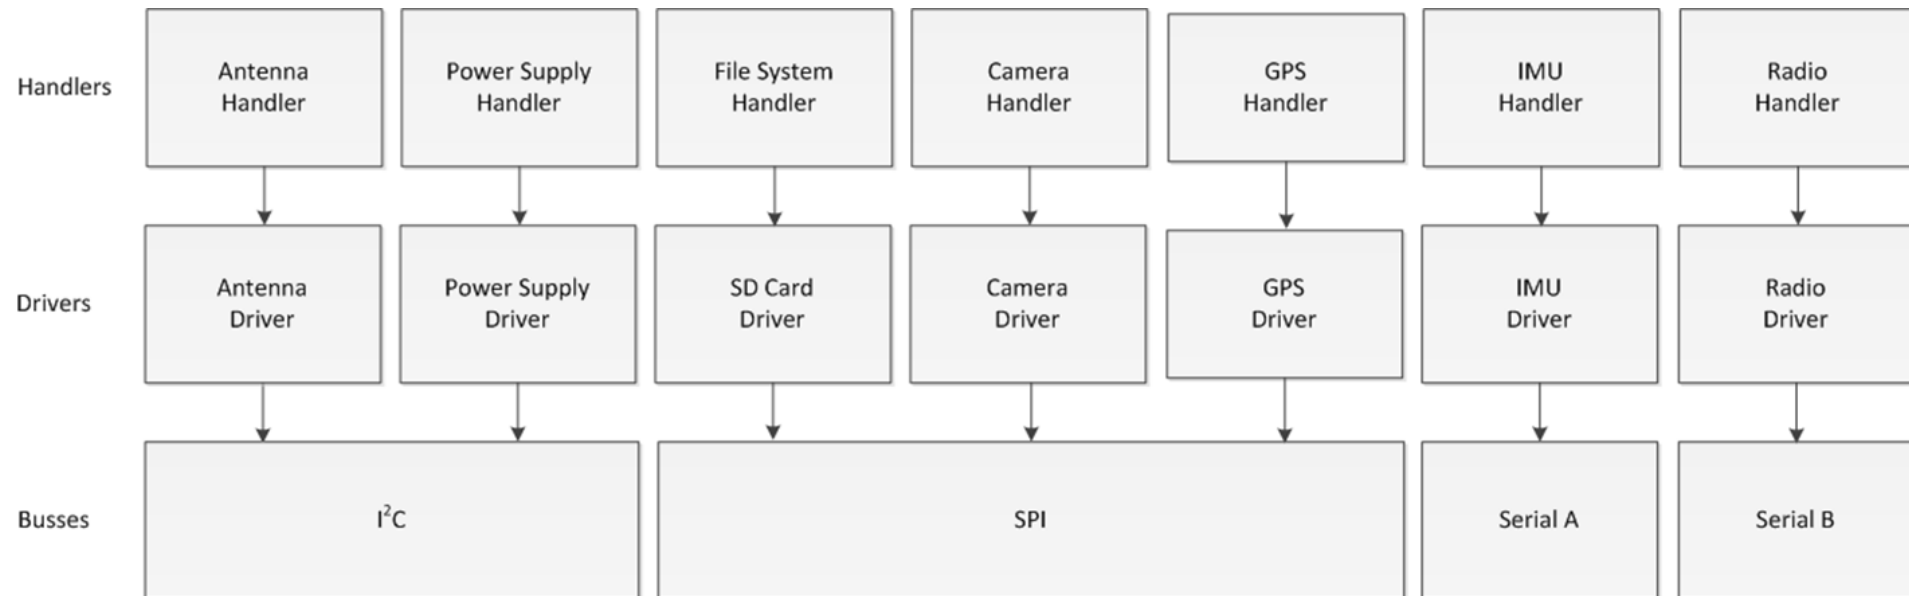 Handlers
Antenna
Handler
Power Supply
Handler
File System
Handler
Camera
Handler
GPS
Handler
IMU
Handler
Radio
Handler
Drivers
Antenna
Driver
Power Supply
Driver
SD Card
Driver
Camera
Driver
GPS
Driver
IMU
Driver
Radio
Driver
Busses
I²C
SPI
Serial A
Serial B